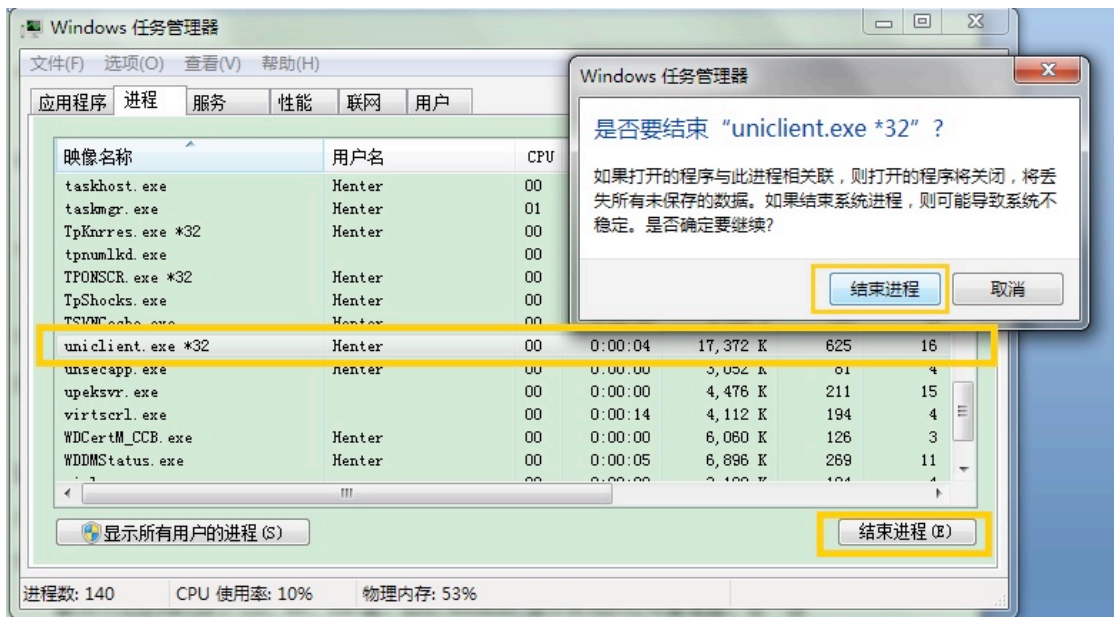 Windows 任务管理器
文件(F) 选项(O) 查看(V) 帮助(H)
应用程序 进程 服务 性能 联网 用户
映像名称 用户名 CPU
taskhost.exe Henter 00
taskmgr.exe Henter 01
TpKnrres.exe *32 Henter 00
tpnumlkd.exe 00
TPONSCR.exe *32 Henter 00
TpShocks.exe Henter 00
uniclient.exe *32 Henter 00 0:00:04 17,372 K 625 16
unsecapp.exe Henter 00 0:00:00 3,052 K 81 4
upeksvr.exe 00 0:00:00 4,476 K 211 15
virtscrl.exe 00 0:00:14 4,112 K 194 4
WDCertM_CCB.exe Henter 00 0:00:00 6,060 K 126 3
WDDMStatus.exe Henter 00 0:00:05 6,896 K 269 11
显示所有用户的进程(S) 结束进程(E)
进程数: 140 CPU 使用率: 10% 物理内存: 53%
Windows 任务管理器
是否要结束“uniclient.exe *32”?
如果打开的程序与此进程相关联，则打开的程序将关闭，将丢
失所有未保存的数据。如果结束系统进程，则可能导致系统不
稳定。是否确定要继续?
结束进程 取消